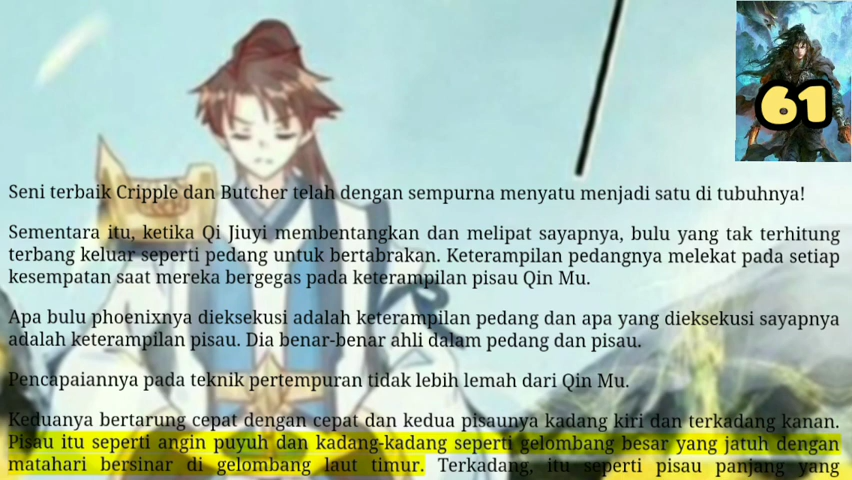 61
Seni terbaik Cripple dan Butcher telah dengan sempurna menyatu menjadi satu di tubuhnya!
Sementara itu, ketika Qi Jiuyi membentangkan dan melipat sayapnya, bulu yang tak terhitung
terbang keluar seperti pedang untuk bertabrakan. Keterampilan pedangnya melekat pada setiap
kesempatan saat mereka bergegas pada keterampilan pisau Qin Mu.
Apa bulu phoenixnya dieksekusi adalah keterampilan pedang dan apa yang dieksekusi sayapnya
adalah keterampilan pisau. Dia benar-benar ahli dalam pedang dan pisau.
Pencapaiannya pada teknik pertempuran tidak lebih lemah dari Qin Mu.
Keduanya bertarung cepat dengan cepat dan kedua pisaunya kadang kiri dan terkadang kanan.
Pisau itu seperti angin puyuh dan kadang-kadang seperti gelombang besar yang jatuh dengan
matahari bersinar di gelombang laut timur. Terkadang, itu seperti pisau panjang yang